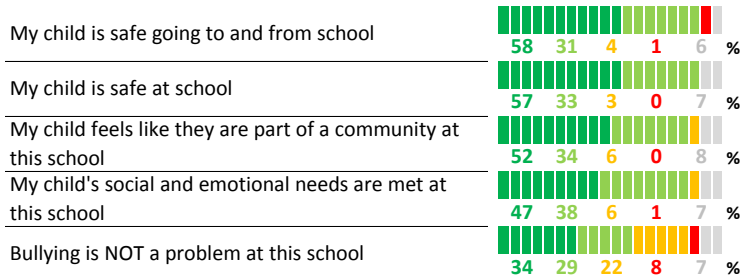 My child is safe going to and from school
58 31 4 1 6 %
My child is safe at school
57 33 3 0 7 %
My child feels like they are part of a community at
this school
52 34 6 0 8 %
My child's social and emotional needs are met at
this school
47 38 6 1 7 %
Bullying is NOT a problem at this school
34 29 22 8 7 %